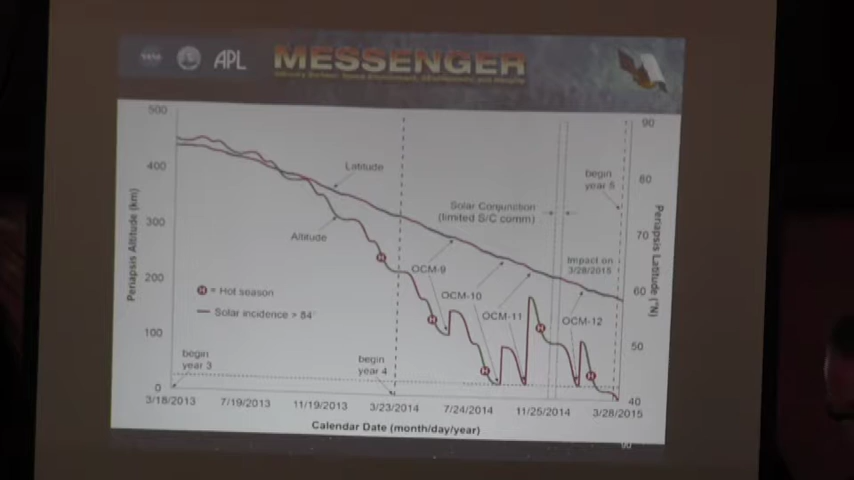 NASA
APL
MESSENGER
500
400
300
200
100
0
Periapsis Altitude (km)
90
80
70
60
50
40
Periapsis Latitude (°N)
Latitude
Altitude
Solar Conjunction
(limited S/C comm)
begin
year 5
Impact on
3/28/2015
OCM-9
OCM-10
OCM-11
OCM-12
H = Hot season
Solar incidence > 84°
begin
year 3
begin
year 4
H
H
H
H
H
3/18/2013
7/19/2013
11/19/2013
3/23/2014
7/24/2014
11/25/2014
3/28/2015
Calendar Date (month/day/year)